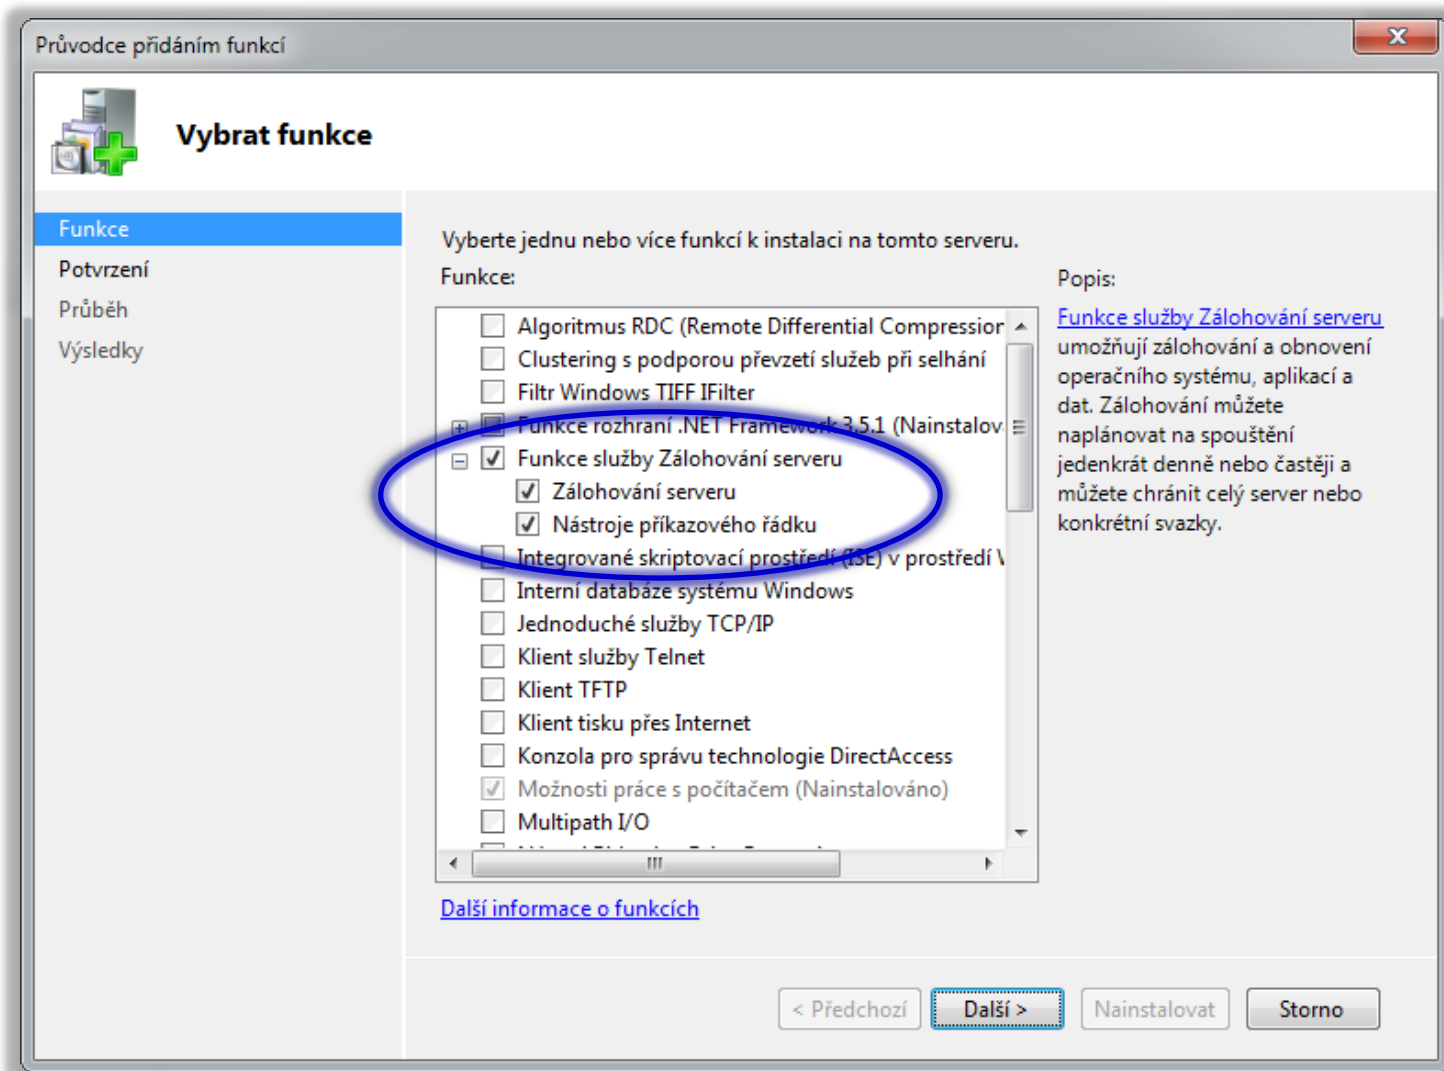 Průvodce přidáním funkcí
Vybrat funkce
Funkce
Potvrzení
Průběh
Výsledky
Vyberte jednu nebo více funkcí k instalaci na tomto serveru.
Funkce:
Algoritmus RDC (Remote Differential Compression
Clustering s podporou převzetí služeb při selhání
Filtr Windows TIFF IFilter
Funkce rozhraní .NET Framework 3.5.1 (Nainstalov
Funkce služby Zálohování serveru
Zálohování serveru
Nástroje příkazového řádku
Integrované skriptovací prostředí (ISE) v prostředí
Interní databáze systému Windows
Jednoduché služby TCP/IP
Klient služby Telnet
Klient TFTP
Klient tisku přes Internet
Konzola pro správu technologie DirectAccess
Možnosti práce s počítačem (Nainstalováno)
Multipath I/O
Další informace o funkcích
Popis:
Funkce služby Zálohování serveru
umožňují zálohování a obnovení
operačního systému, aplikací a
dat. Zálohování můžete
naplánovat na spouštění
jedenkrát denně nebo častěji a
můžete chránit celý server nebo
konkrétní svazky.
< Předchozí
Další >
Nainstalovat
Storno